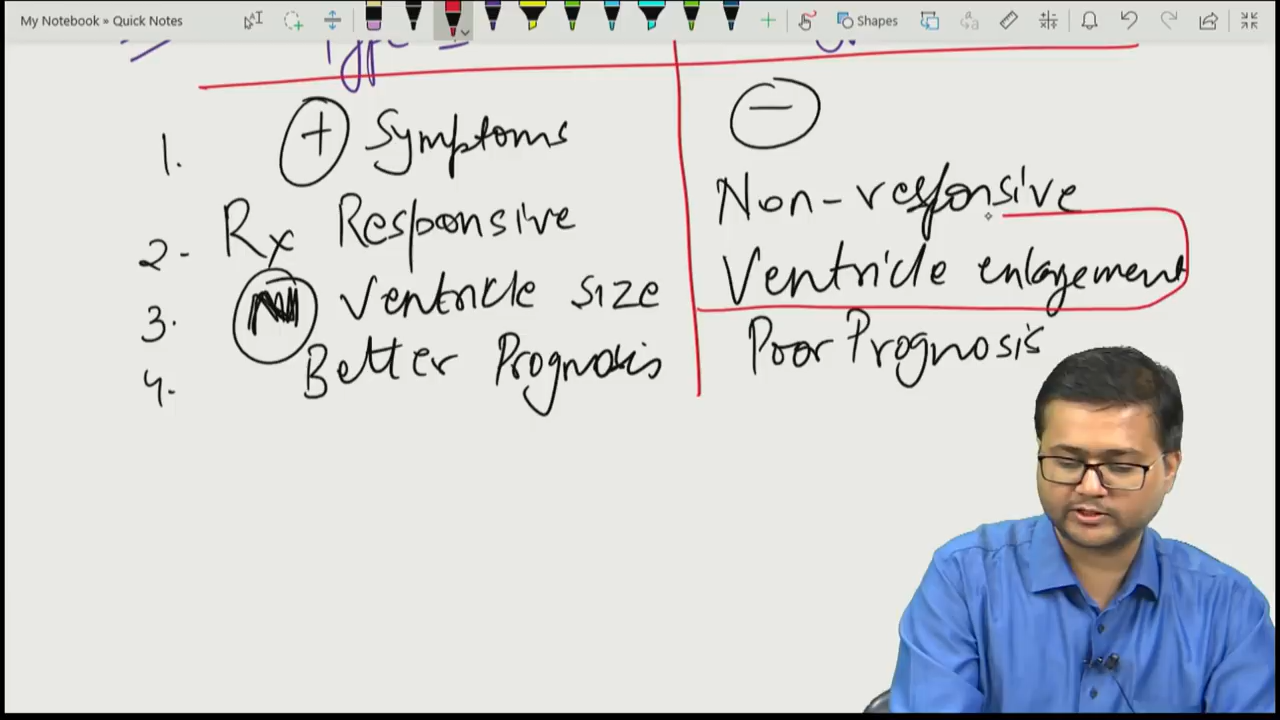 My Notebook » Quick Notes
Shapes
1. + Symptoms –
2. Rx Responsive Non-responsive
3. N Ventricle size Ventricle enlargement
4. Better Prognosis Poor Prognosis